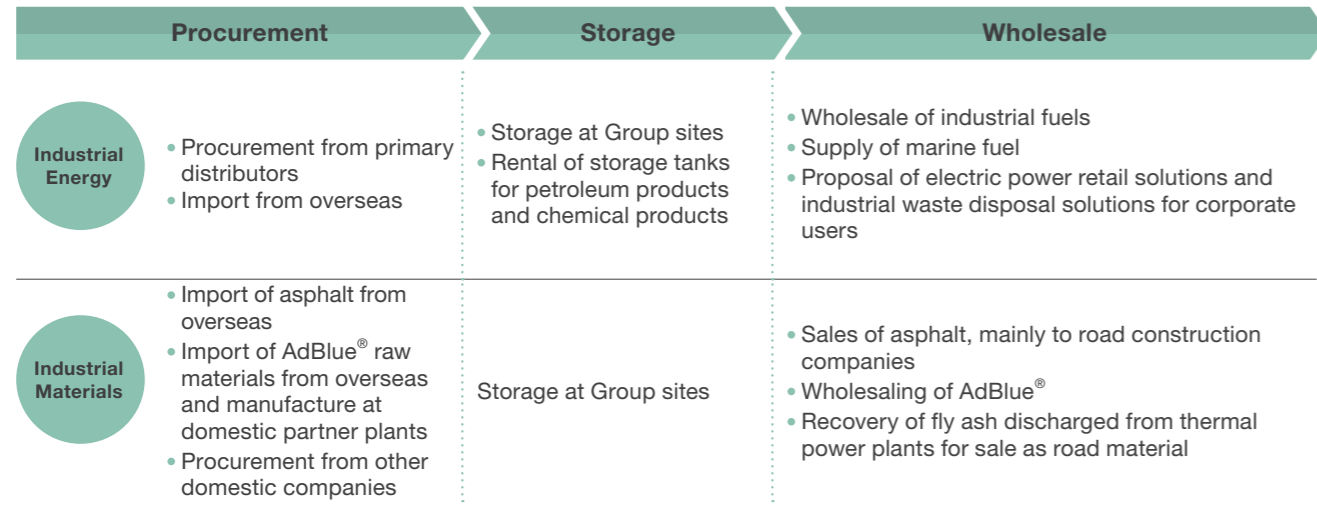 Procurement
Storage
Wholesale
Industrial
Energy
• Procurement from primary
distributors
• Import from overseas
• Storage at Group sites
• Rental of storage tanks
for petroleum products
and chemical products
• Wholesale of industrial fuels
• Supply of marine fuel
• Proposal of electric power retail solutions and
industrial waste disposal solutions for corporate
users
Industrial
Materials
• Import of asphalt from
overseas
• Import of AdBlue® raw
materials from overseas
and manufacture at
domestic partner plants
• Procurement from other
domestic companies
Storage at Group sites
• Sales of asphalt, mainly to road construction
companies
• Wholesaling of AdBlue®
• Recovery of fly ash discharged from thermal
power plants for sale as road material